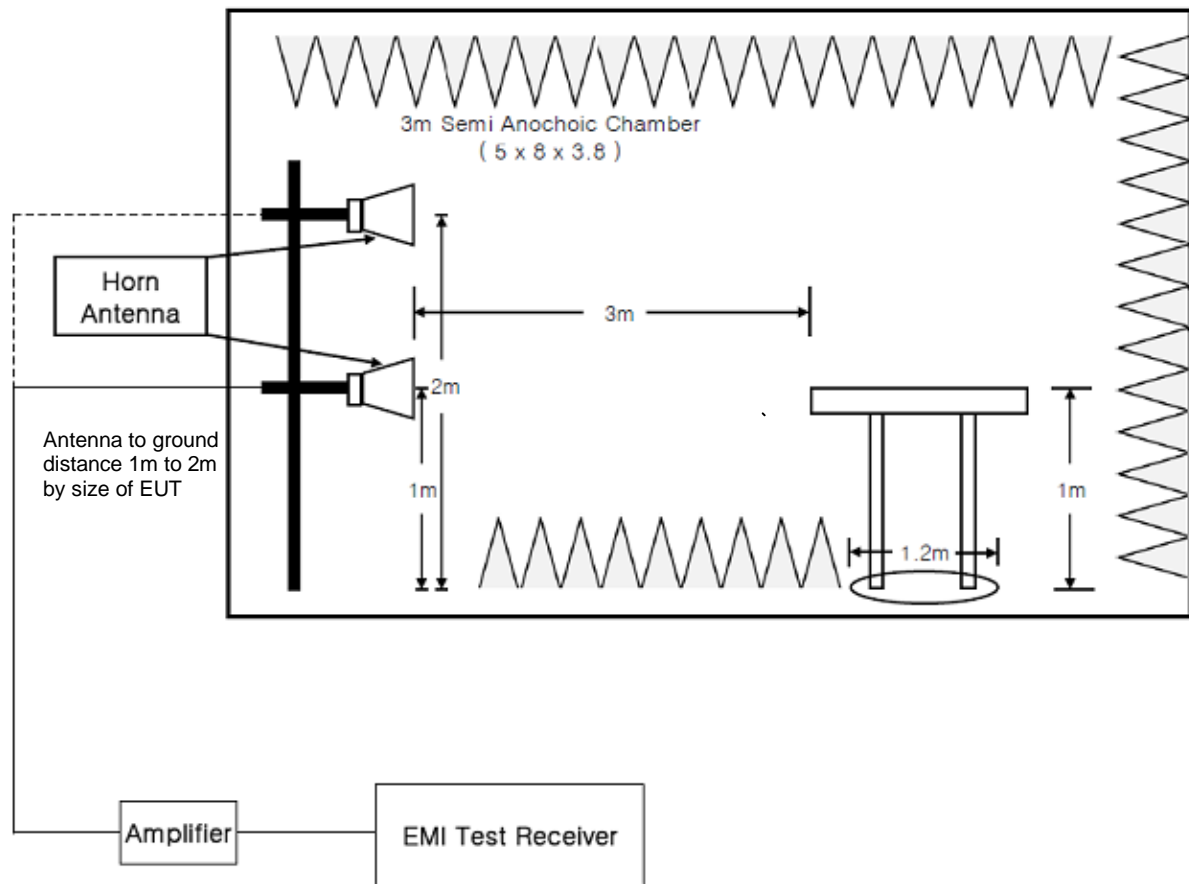 3m Semi Anochoic Chamber
( 5 x 8 x 3.8 )
Horn
Antenna
3m
2m
Antenna to ground
distance 1m to 2m
by size of EUT
1m
1m
1.2m
Amplifier
EMI Test Receiver